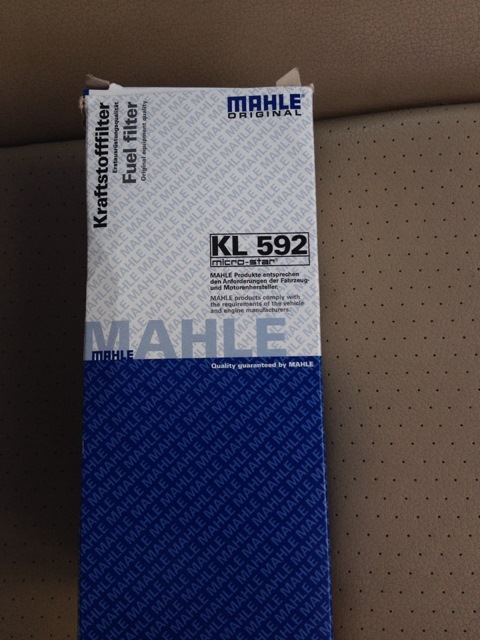 Kraftstofffilter
Erstausrüstungsqualität
Fuel filter
Original equipment quality
MAHLE
ORIGINAL
KL 592
micro-star
MAHLE Produkte entsprechen
den Anforderungen der Fahrzeug-
und Motorenhersteller.
MAHLE products comply with
the requirements of the vehicle
and engine manufacturers.
MAHLE
MAHLE
Quality guaranteed by MAHLE